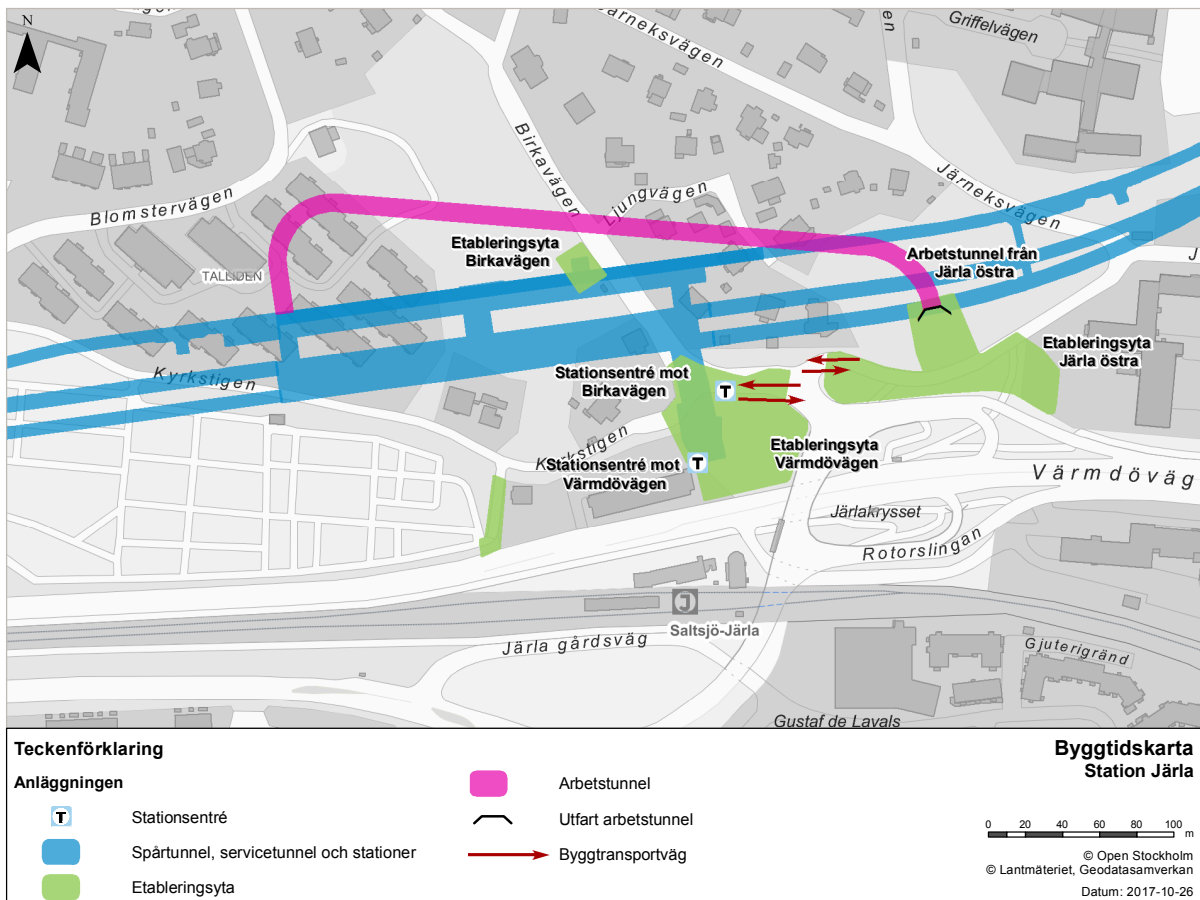 N
Järneksvägen
Griffelvägen
Birkavägen
Ljungvägen
Järneksvägen
Blomstervägen
TALLIDEN
Etableringsyta
Birkavägen
Arbetstunnel från
Järla östra
Etableringsyta
Järla östra
Kyrkstigen
Stationsentré mot
Birkavägen
T
Etableringsyta
Värmdövägen
Kyrkstigen
Stationsentré mot
Värmdövägen
T
Värmdöväg
Järlakrysset
Rotorslingan
J
Saltsjö-Järla
Järla gårdsväg
Gjuterigränd
Gustaf de Lavals
Teckenförklaring
Anläggningen
T Stationsentré
Spårtunnel, servicetunnel och stationer
Etableringsyta
Arbetstunnel
Utfart arbetstunnel
Byggtransportväg
Byggtidskarta
Station Järla
0 20 40 60 80 100
m
© Open Stockholm
© Lantmäteriet, Geodatasamverkan
Datum: 2017-10-26